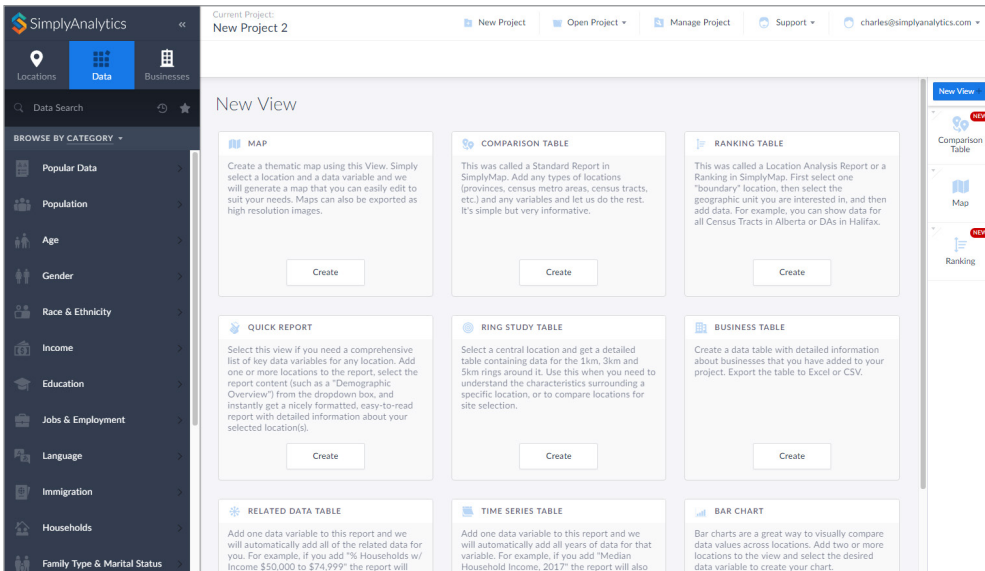 SimplyAnalytics «
Current Project:
New Project 2
New Project
Open Project
Manage Project
Support
charles@simplyanalytics.com
Locations
Data
Businesses
Data Search
BROWSE BY CATEGORY
Popular Data
Population
Age
Gender
Race & Ethnicity
Income
Education
Jobs & Employment
Language
Immigration
Households
Family Type & Marital Status
New View
MAP
Create a thematic map using this View. Simply
select a location and a data variable and we
will generate a map that you can easily edit to
suit your needs. Maps can also be exported as
high resolution images.
Create
COMPARISON TABLE
This was called a Standard Report in
SimplyMap. Add any types of locations
(provinces, census metro areas, census tracts,
etc.) and any variables and let us do the rest.
It's simple but very informative.
Create
RANKING TABLE
This was called a Location Analysis Report or a
Ranking in SimplyMap. First select one
"boundary" location, then select the
geographic unit you are interested in, and then
add data. For example, you can show data for
all Census Tracts in Alberta or DAs in Halifax.
Create
QUICK REPORT
Select this view if you need a comprehensive
list of key data variables for any location. Add
one or more locations to the report, select the
report content (such as a "Demographic
Overview") from the dropdown box, and
instantly get a nicely formatted, easy-to-read
report with detailed information about your
selected location(s).
Create
RING STUDY TABLE
Select a central location and get a detailed
table containing data for the 1km, 3km and
5km rings around it. Use this when you need to
understand the characteristics surrounding a
specific location, or to compare locations for
site selection.
Create
BUSINESS TABLE
Create a data table with detailed information
about businesses that you have added to your
project. Export the table to Excel or CSV.
Create
RELATED DATA TABLE
Add one data variable to this report and we
will automatically add all of the related data for
you. For example, if you add "% Households w/
Income $50,000 to $74,999" the report will
TIME SERIES TABLE
Add one data variable to this report and we
will automatically add all years of data for that
variable. For example, if you add "Median
Household Income, 2017" the report will also
BAR CHART
Bar charts are a great way to visually compare
data values across locations. Add two or more
locations to the view and select the desired
data variable to create your chart.
New View
NEW
Comparison
Table
Map
NEW
Ranking